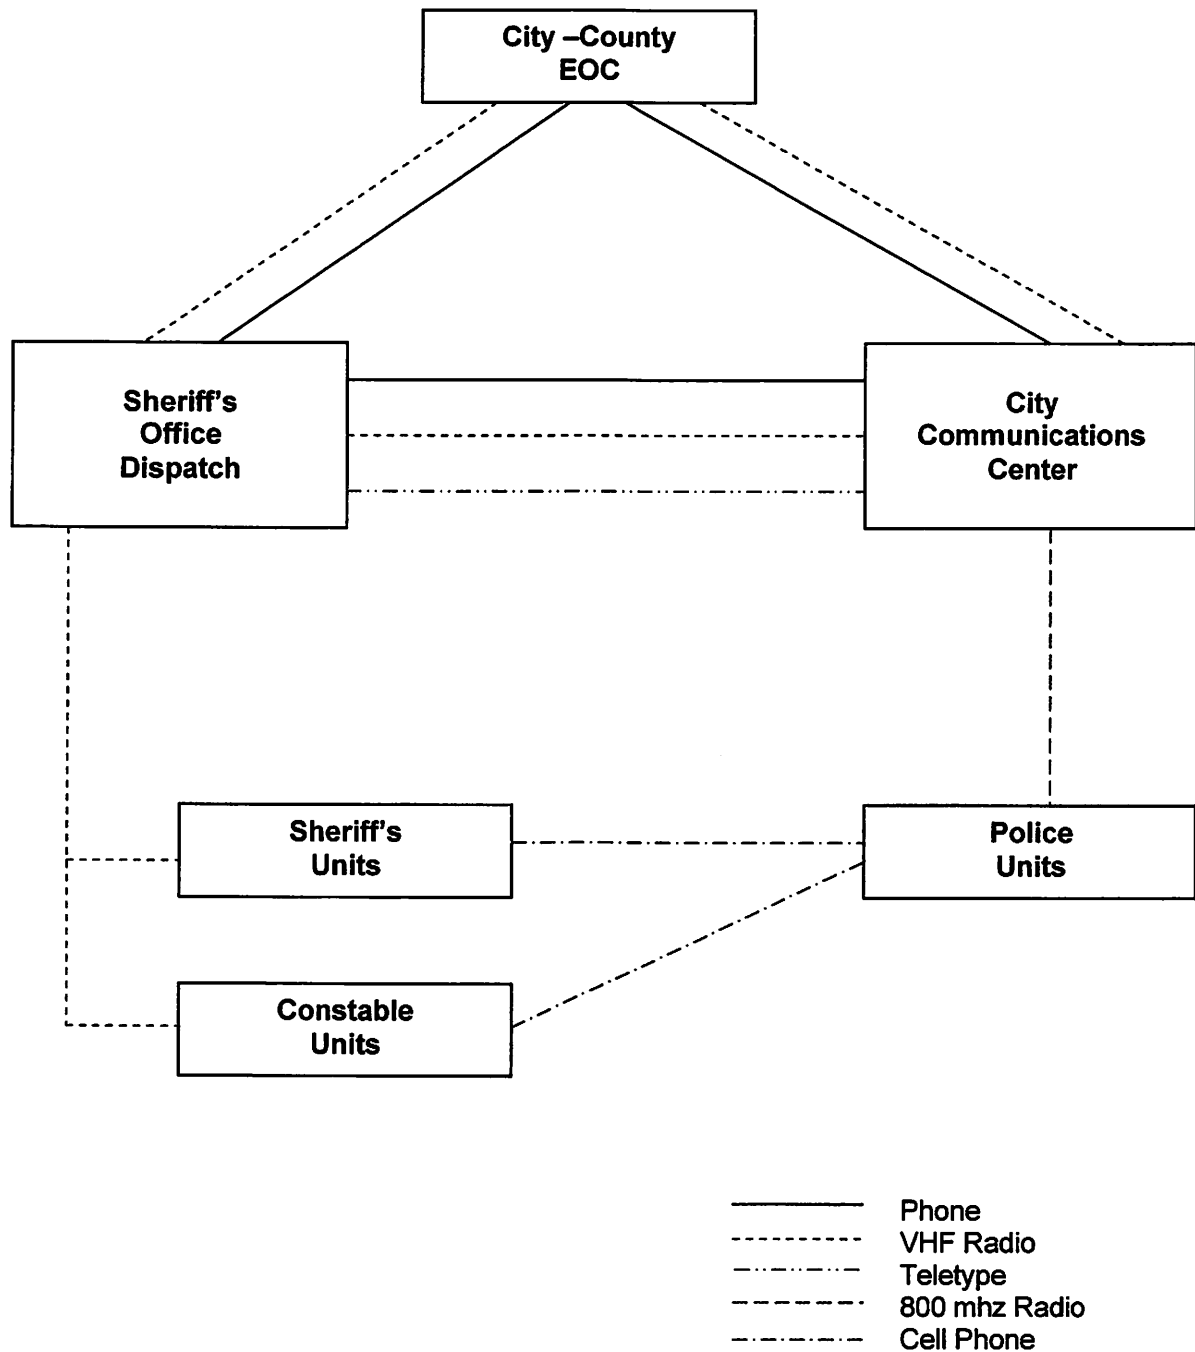 City –County
EOC
Sheriff's
Office
Dispatch
City
Communications
Center
Sheriff's
Units
Police
Units
Constable
Units
Phone
VHF Radio
Teletype
800 mhz Radio
Cell Phone